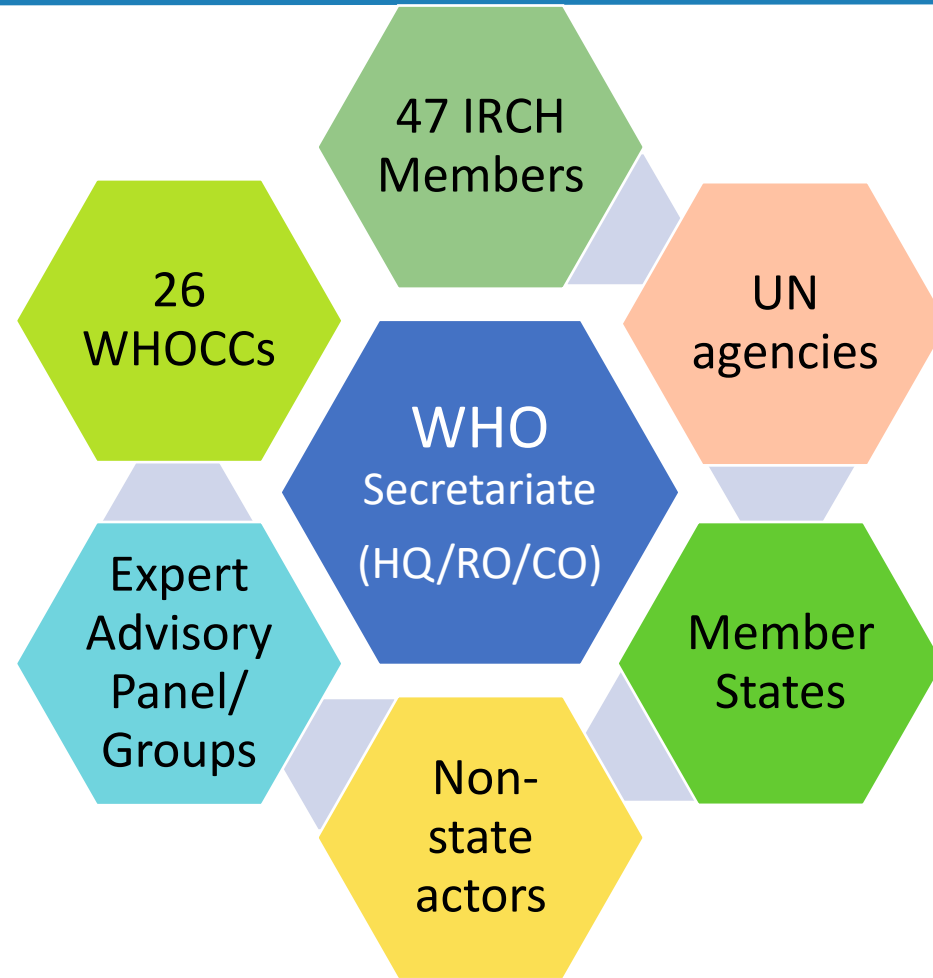 47 IRCH
Members
UN
agencies
26
WHOCCs
WHO
Secretariate
(HQ/RO/CO)
Expert
Advisory
Panel/
Groups
Member
States
Non-
state
actors